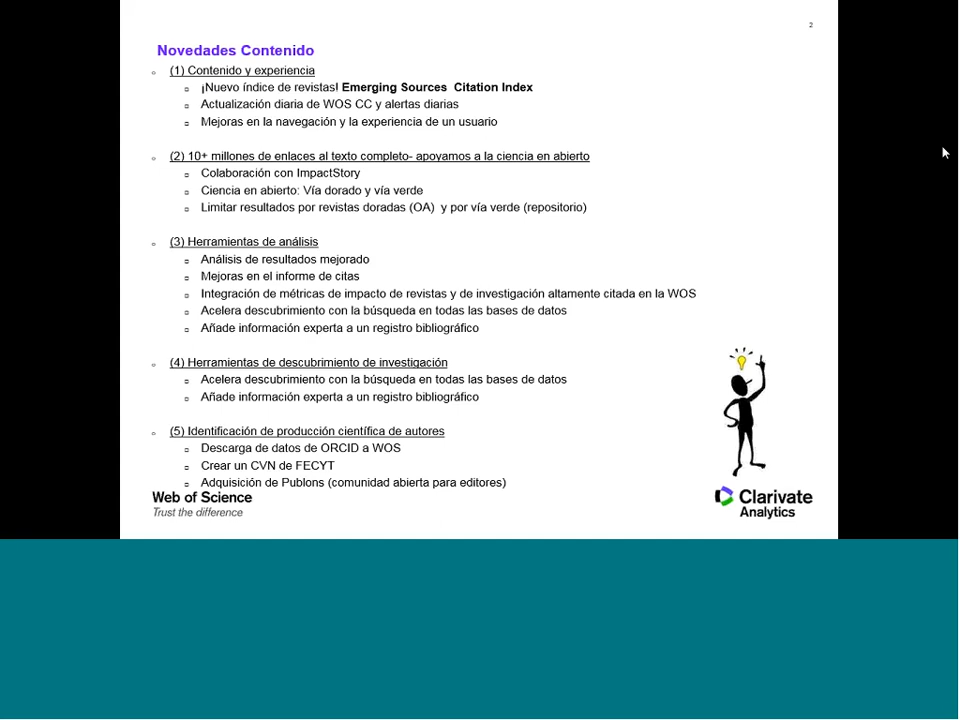 2
Novedades Contenido
(1) Contenido y experiencia
¡Nuevo índice de revistas! Emerging Sources Citation Index
Actualización diaria de WOS CC y alertas diarias
Mejoras en la navegación y la experiencia de un usuario
(2) 10+ millones de enlaces al texto completo- apoyamos a la ciencia en abierto
Colaboración con ImpactStory
Ciencia en abierto: Vía dorado y vía verde
Limitar resultados por revistas doradas (OA) y por vía verde (repositorio)
(3) Herramientas de análisis
Análisis de resultados mejorado
Mejoras en el informe de citas
Integración de métricas de impacto de revistas y de investigación altamente citada en la WOS
Acelera descubrimiento con la búsqueda en todas las bases de datos
Añade información experta a un registro bibliográfico
(4) Herramientas de descubrimiento de investigación
Acelera descubrimiento con la búsqueda en todas las bases de datos
Añade información experta a un registro bibliográfico
(5) Identificación de producción científica de autores
Descarga de datos de ORCID a WOS
Crear un CVN de FECYT
Adquisición de Publons (comunidad abierta para editores)
Web of Science
Trust the difference
Clarivate
Analytics